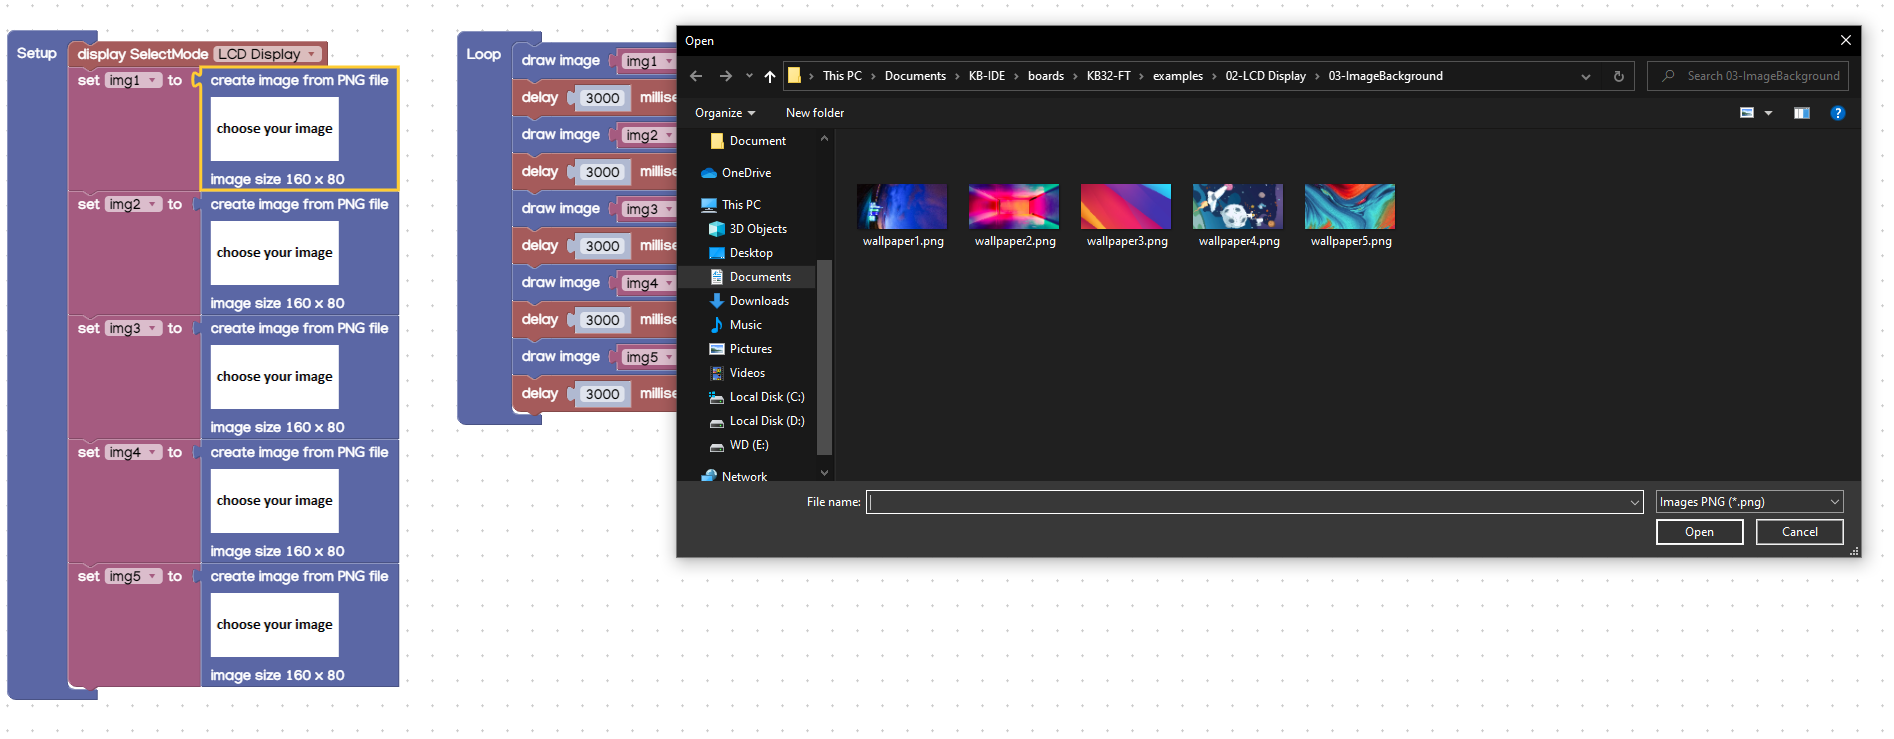 Setup
display SelectMode LCD Display
set img1 to create image from PNG file
choose your image
image size 160 x 80
set img2 to create image from PNG file
choose your image
image size 160 x 80
set img3 to create image from PNG file
choose your image
image size 160 x 80
set img4 to create image from PNG file
choose your image
image size 160 x 80
set img5 to create image from PNG file
choose your image
image size 160 x 80
Loop
draw image img1
delay 3000 millise
draw image img2
delay 3000 millise
draw image img3
delay 3000 millise
draw image img4
delay 3000 millise
draw image img5
delay 3000 millise
Open
This PC > Documents > KB-IDE > boards > KB32-FT > examples > 02-LCD Display > 03-ImageBackground
Search 03-ImageBackground
Organize New folder
Document
OneDrive
This PC
3D Objects
Desktop
Documents
Downloads
Music
Pictures
Videos
Local Disk (C:)
Local Disk (D:)
WD (E:)
Network
wallpaper1.png wallpaper2.png wallpaper3.png wallpaper4.png wallpaper5.png
File name: Images PNG (*.png)
Open Cancel